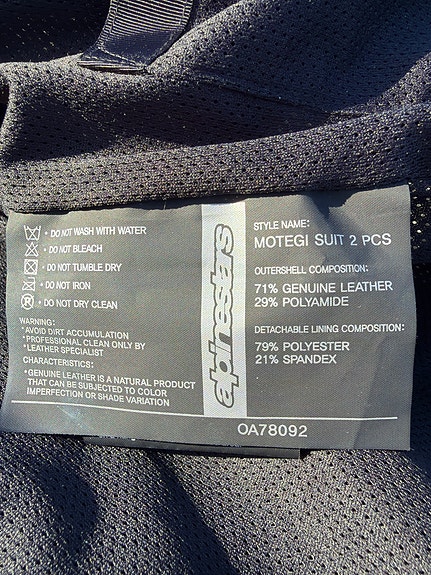 • DO NOT WASH WITH WATER
• DO NOT BLEACH
• DO NOT TUMBLE DRY
• DO NOT IRON
R • DO NOT DRY CLEAN
WARNING:
*AVOID DIRT ACCUMULATION
*PROFESSIONAL CLEAN ONLY BY
LEATHER SPECIALIST
CHARACTERISTICS:
*GENUINE LEATHER IS A NATURAL PRODUCT
THAT CAN BE SUBJECTED TO COLOR
IMPERFECTION OR SHADE VARIATION
alpinestars
STYLE NAME:
MOTEGI SUIT 2 PCS
OUTERSHELL COMPOSITION:
71% GENUINE LEATHER
29% POLYAMIDE
DETACHABLE LINING COMPOSITION:
79% POLYESTER
21% SPANDEX
OA78092